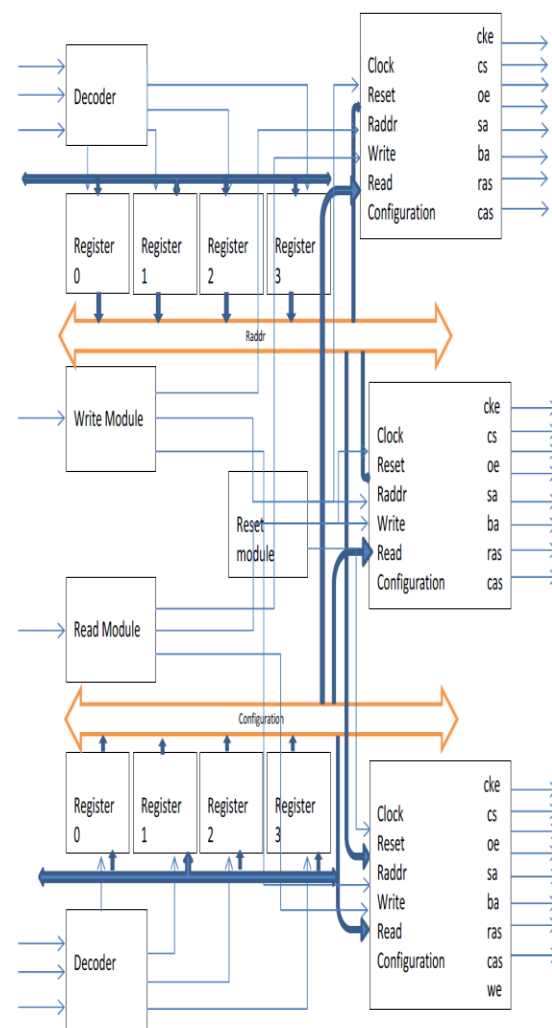 Decoder
Register
0
Register
1
Register
2
Register
3
Raddr
Write Module
Reset
module
Read Module
Configuration
Register
0
Register
1
Register
2
Register
3
Decoder
cke
Clock cs
Reset oe
Raddr sa
Write ba
Read ras
Configuration cas
cke
Clock cs
Reset oe
Raddr sa
Write ba
Read ras
Configuration cas
cke
Clock cs
Reset oe
Raddr sa
Write ba
Read ras
Configuration cas
we